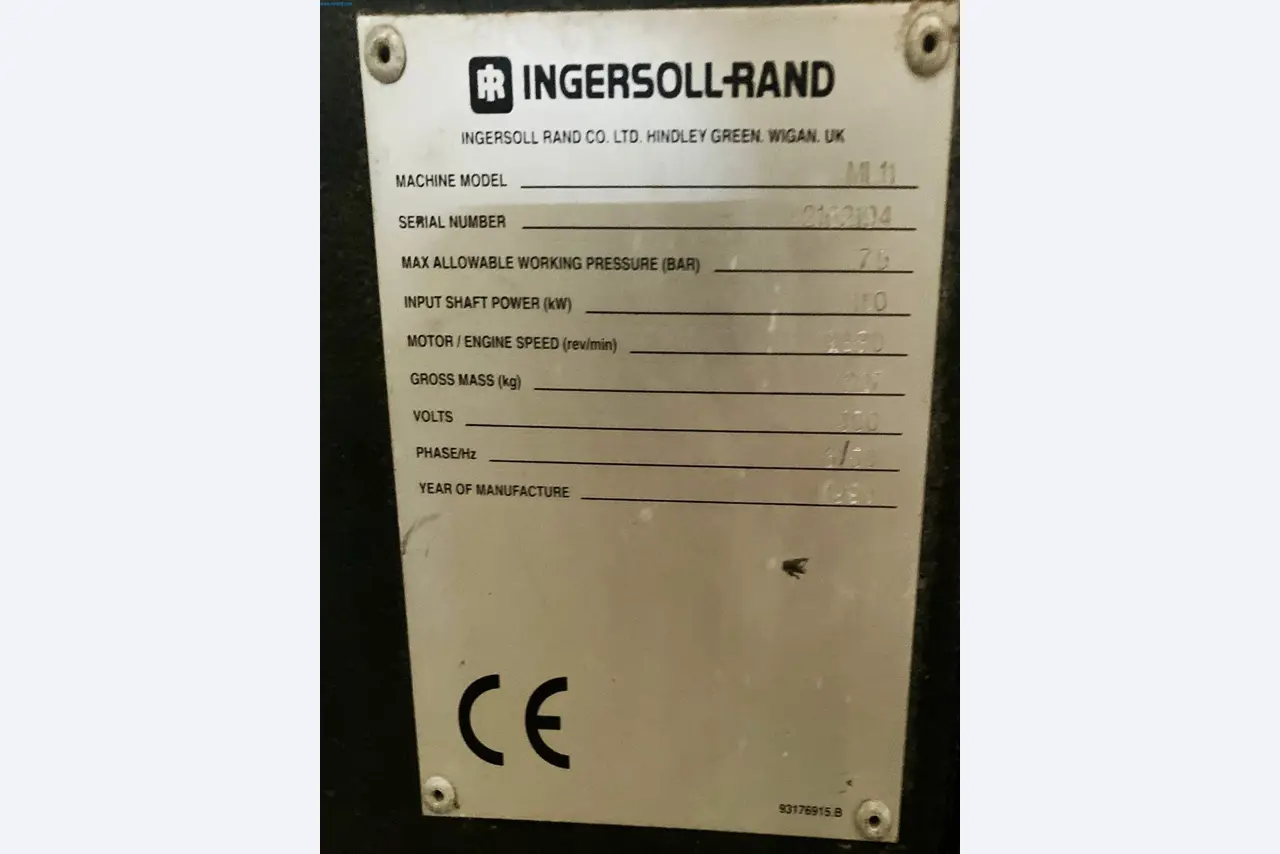 IR INGERSOLL-RAND
INGERSOLL RAND CO. LTD. HINDLEY GREEN. WIGAN. UK
MACHINE MODEL ML11
SERIAL NUMBER
MAX ALLOWABLE WORKING PRESSURE (BAR)
INPUT SHAFT POWER (kW)
MOTOR / ENGINE SPEED (rev/min)
GROSS MASS (kg)
VOLTS
PHASE/Hz
YEAR OF MANUFACTURE
CE
93176915.B